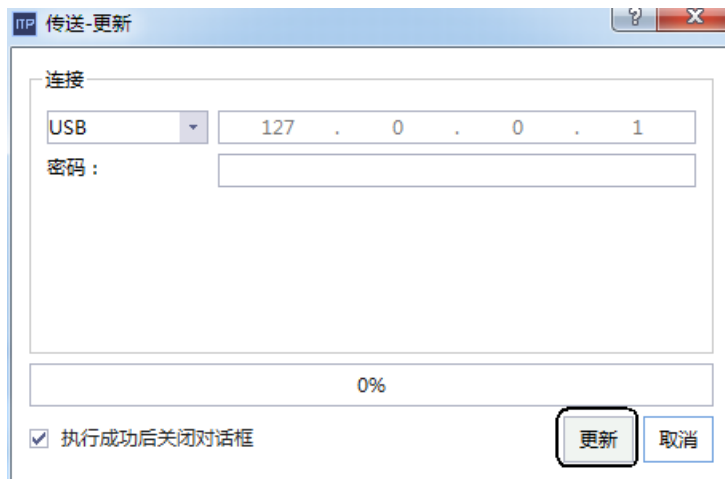 ITP 传送-更新
连接
USB 127 . 0 . 0 . 1
密码：
0%
执行成功后关闭对话框 更新 取消